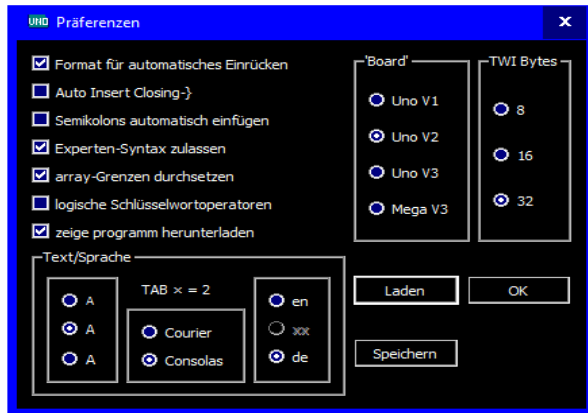 UNO Präferenzen x
Format für automatisches Einrücken
Auto Insert Closing-}
Semikolons automatisch einfügen
Experten-Syntax zulassen
array-Grenzen durchsetzen
logische Schlüsselwortoperatoren
zeige programm herunterladen
'Board'
Uno V1
Uno V2
Uno V3
Mega V3
TWI Bytes
8
16
32
Text/Sprache
A
A
A
TAB × = 2
Courier
Consolas
en
xx
de
Laden
OK
Speichern